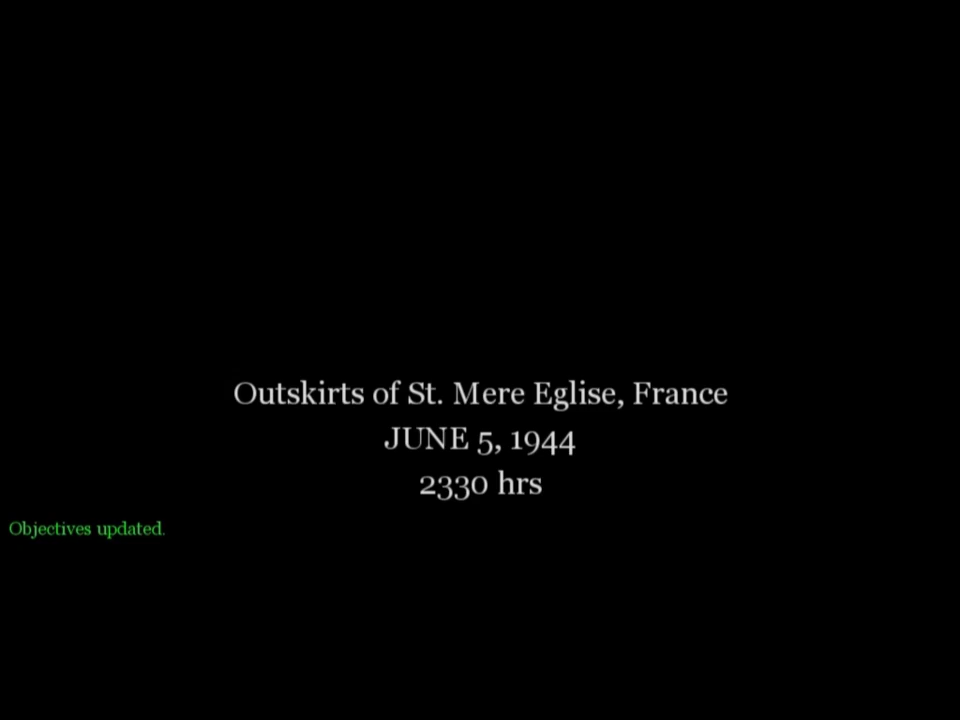 Outskirts of St. Mere Eglise, France
JUNE 5, 1944
2330 hrs
Objectives updated.